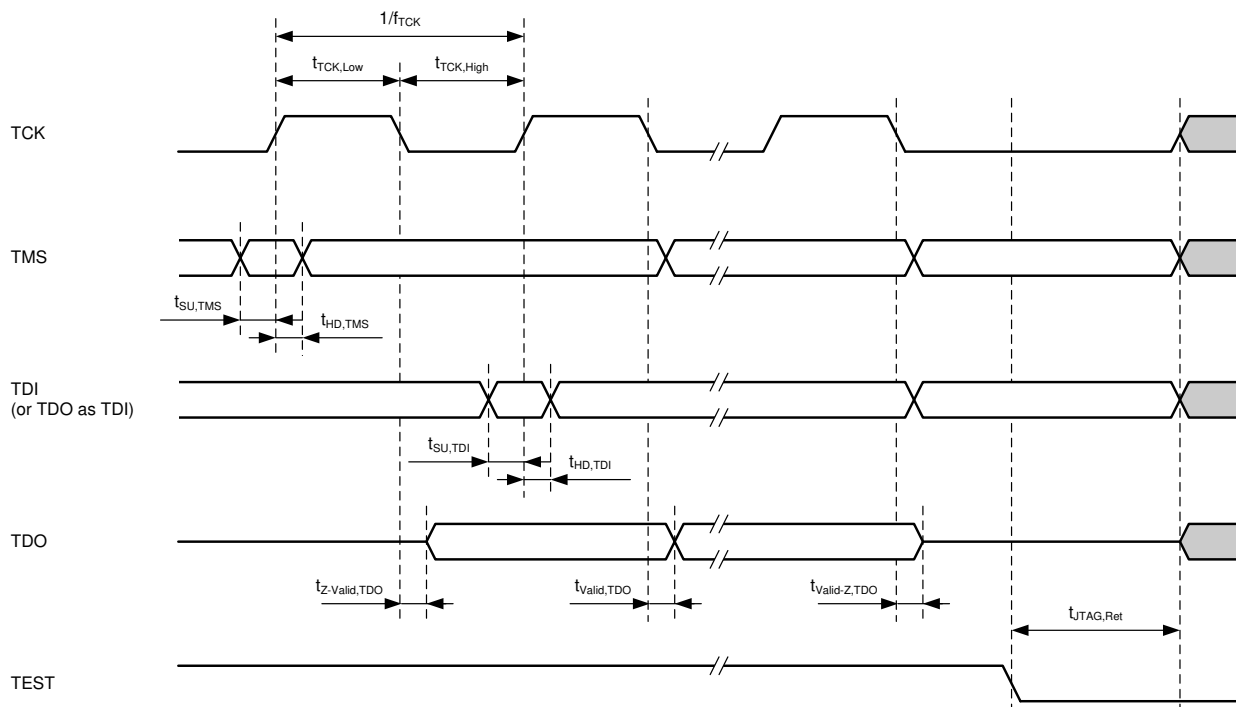 1/fTCK
tTCK,Low
tTCK,High
TCK
TMS
tSU,TMS
tHD,TMS
TDI
(or TDO as TDI)
tSU,TDI
tHD,TDI
TDO
tZ-Valid,TDO
tValid,TDO
tValid-Z,TDO
tJTAG,Ret
TEST